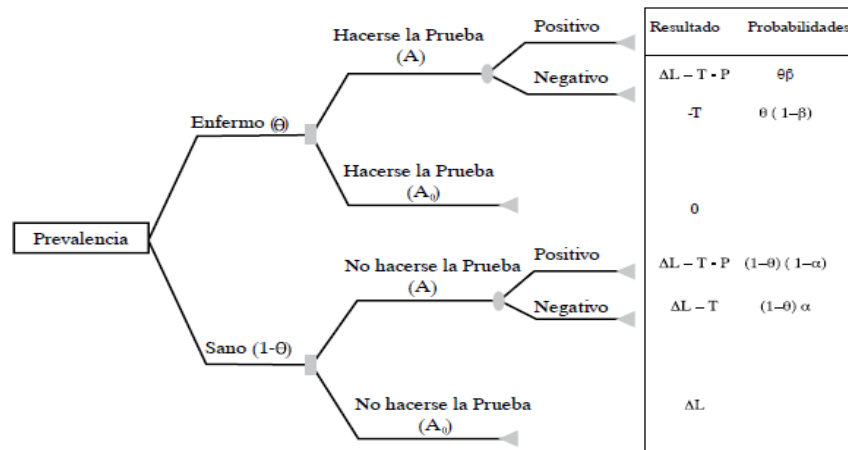 Resultado Probabilidades
Hacerse la Prueba
(A)
Positivo
Negativo
ΔL – T - P θβ
-T θ ( 1–β)
Enfermo (θ)
Hacerse la Prueba
(A₀)
0
Prevalencia
No hacerse la Prueba
(A)
Positivo
Negativo
ΔL – T - P (1–θ) ( 1–α)
ΔL – T (1–θ) α
Sano (1-θ)
No hacerse la Prueba
(A₀)
ΔL